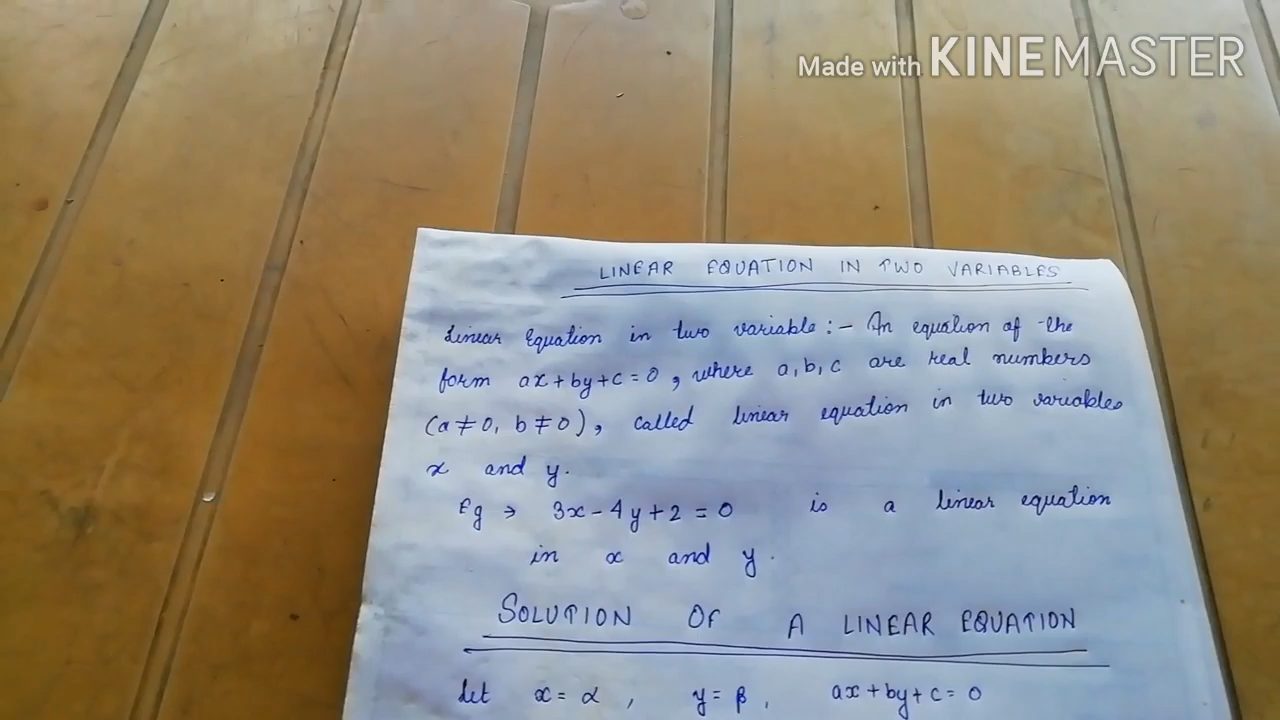 Made with KINEMASTER
LINEAR EQUATION IN TWO VARIABLES
Linear Equation in two variable :- An equation of the
form ax+by+c=0, where a, b, c are real numbers
(a≠0, b≠0), called linear equation in two variables
x and y.
Eg → 3x-4y+2=0 is a linear equation
in x and y.
SOLUTION OF A LINEAR EQUATION
Let x=α, y=β, ax+by+c=0